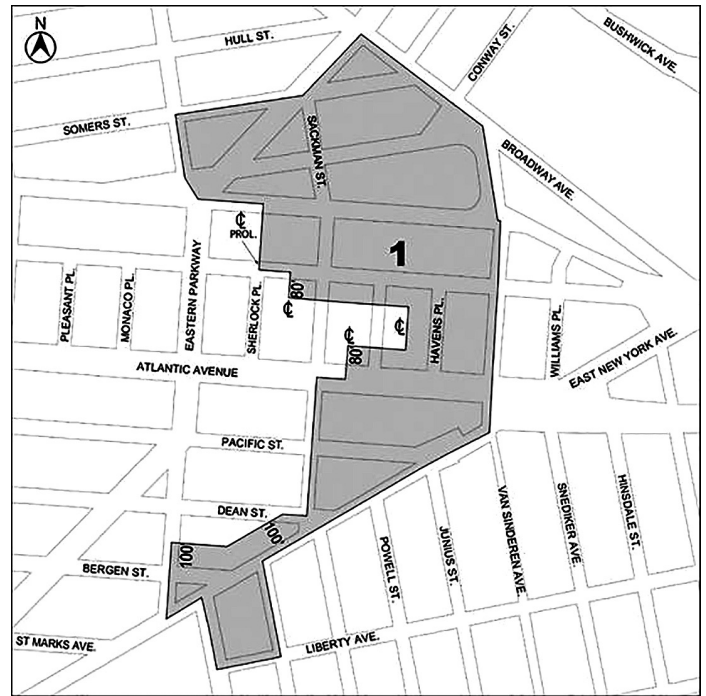 N
HULL ST.
CONWAY ST.
BUSHWICK AVE.
SOMERS ST.
SACKMAN ST.
BROADWAY AVE.
℄
PROL.
1
80'
℄
℄
80'
℄
PLEASANT PL.
MONACO PL.
EASTERN PARKWAY
SHERLOCK PL.
HAVENS PL.
WILLIAMS PL.
EAST NEW YORK AVE.
ATLANTIC AVENUE
PACIFIC ST.
DEAN ST.
100'
100'
BERGEN ST.
POWELL ST.
JUNIUS ST.
VAN SINDEREN AVE.
SNEDIKER AVE.
HINSDALE ST.
ST MARKS AVE.
LIBERTY AVE.